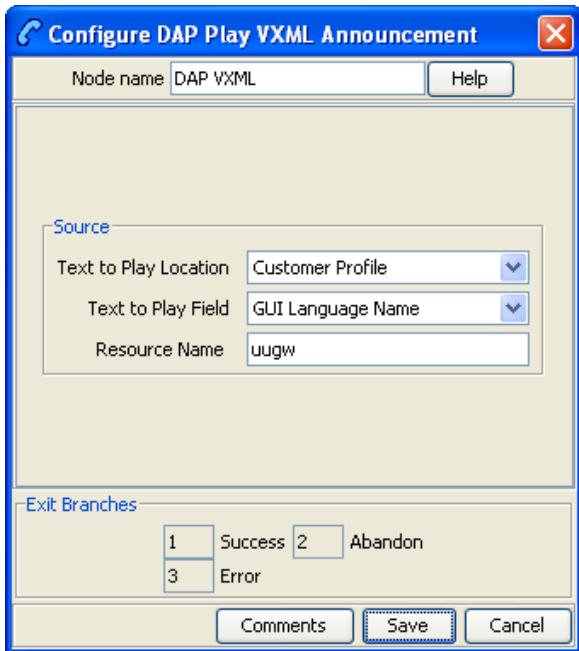 Configure DAP Play VXML Announcement
Node name DAP VXML Help
Source
Text to Play Location Customer Profile
Text to Play Field GUI Language Name
Resource Name uugw
Exit Branches
1 Success 2 Abandon
3 Error
Comments Save Cancel